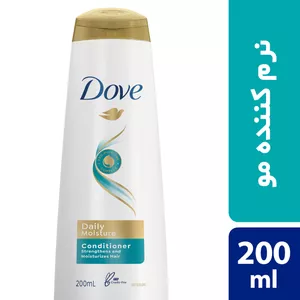 Dove
Daily
Moisture
Conditioner
Strengthens and
moisturizes Hair
200mL
نرم کننده مو
200
ml